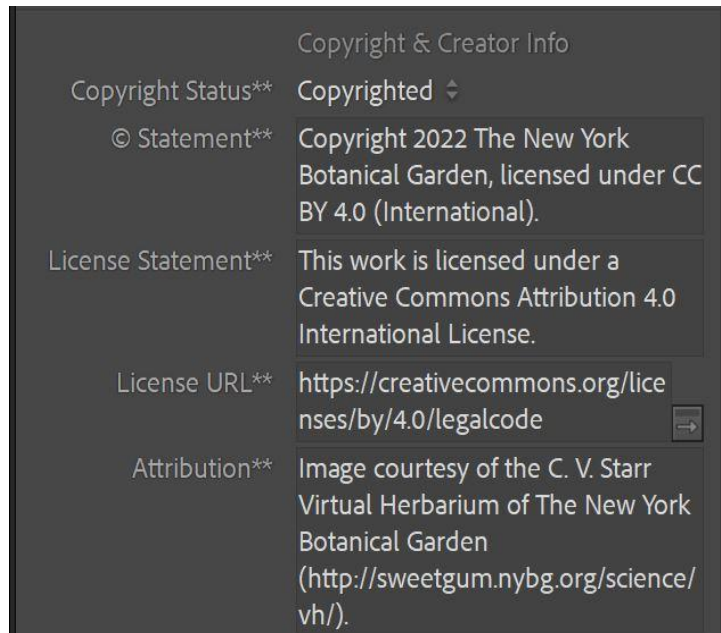 Copyright & Creator Info
Copyright Status** Copyrighted
© Statement** Copyright 2022 The New York
Botanical Garden, licensed under CC
BY 4.0 (International).
License Statement** This work is licensed under a
Creative Commons Attribution 4.0
International License.
License URL** https://creativecommons.org/lice
nses/by/4.0/legalcode
Attribution** Image courtesy of the C. V. Starr
Virtual Herbarium of The New York
Botanical Garden
(http://sweetgum.nybg.org/science/
vh/).